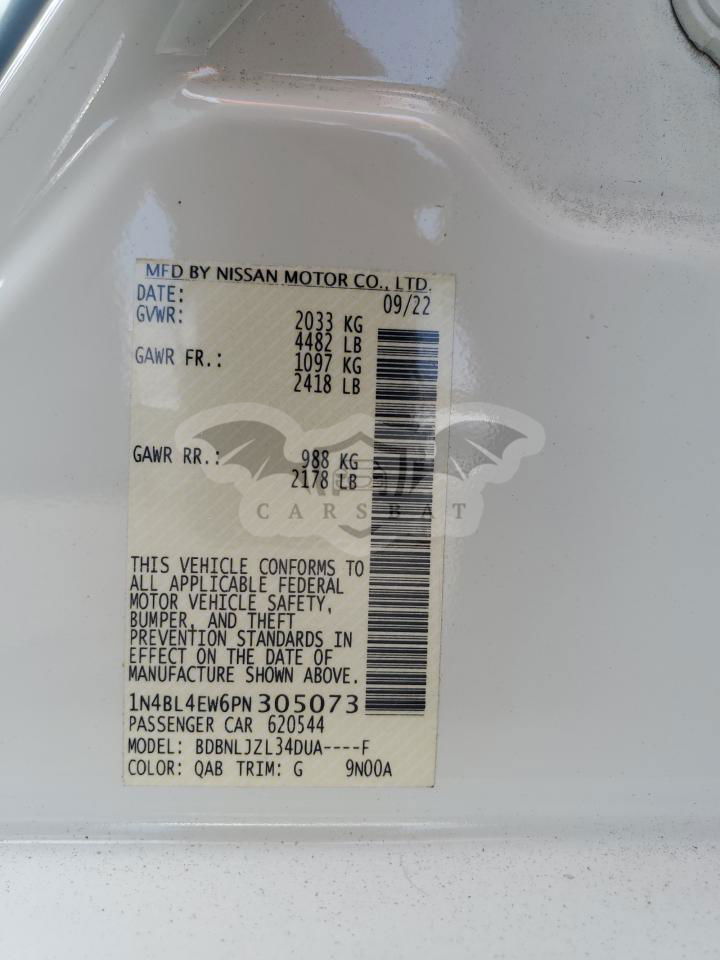 MFD BY NISSAN MOTOR CO., LTD.
DATE: 09/22
GVWR: 2033 KG
4482 LB
GAWR FR.: 1097 KG
2418 LB
GAWR RR.: 988 KG
2178 LB
CARSBAT
THIS VEHICLE CONFORMS TO
ALL APPLICABLE FEDERAL
MOTOR VEHICLE SAFETY,
BUMPER, AND THEFT
PREVENTION STANDARDS IN
EFFECT ON THE DATE OF
MANUFACTURE SHOWN ABOVE.
1N4BL4EW6PN305073
PASSENGER CAR 620544
MODEL: BDBNLJZL34DUA----F
COLOR: QAB TRIM: G 9N00A